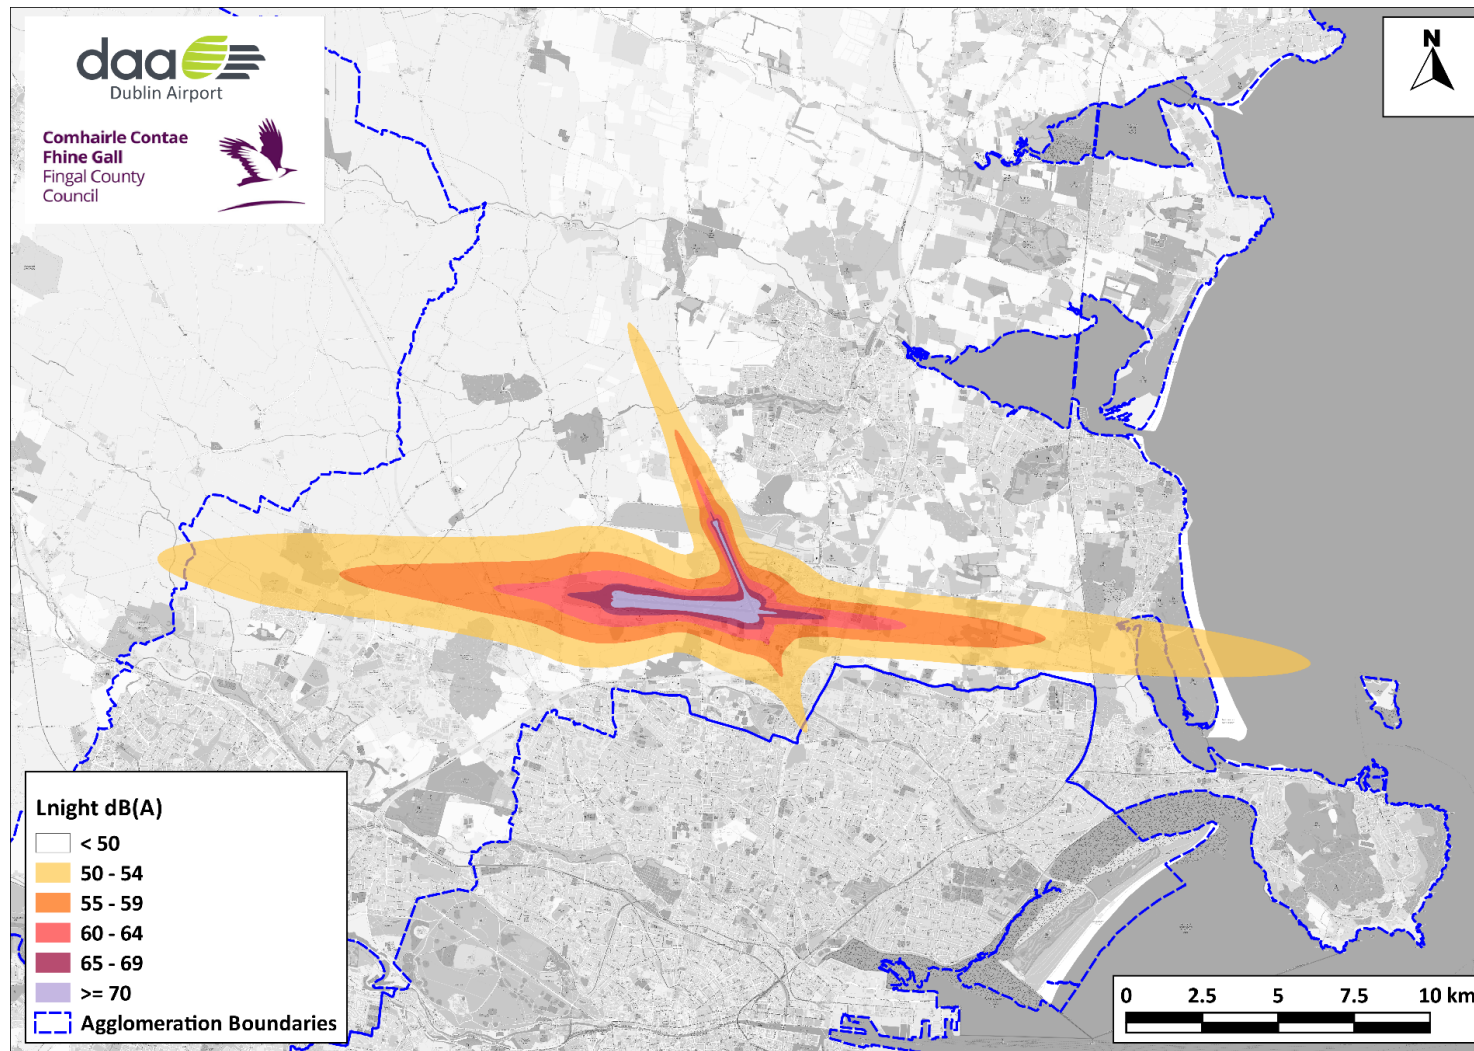 daa
Dublin Airport
Comhairle Contae
Fhine Gall
Fingal County
Council
N
Lnight dB(A)
< 50
50 - 54
55 - 59
60 - 64
65 - 69
>= 70
Agglomeration Boundaries
0 2.5 5 7.5 10 km